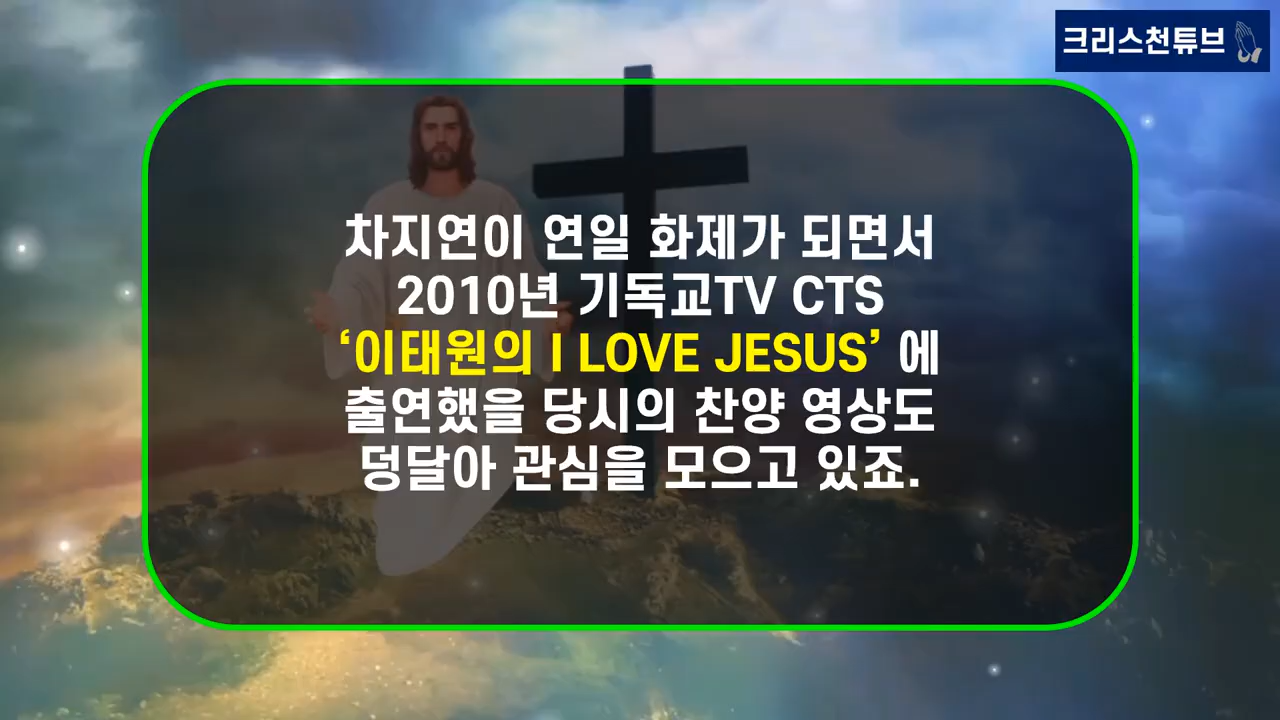 크리스천튜브
차지연이 연일 화제가 되면서
2010년 기독교TV CTS
‘이태원의 I LOVE JESUS’ 에
출연했을 당시의 찬양 영상도
덩달아 관심을 모으고 있죠.